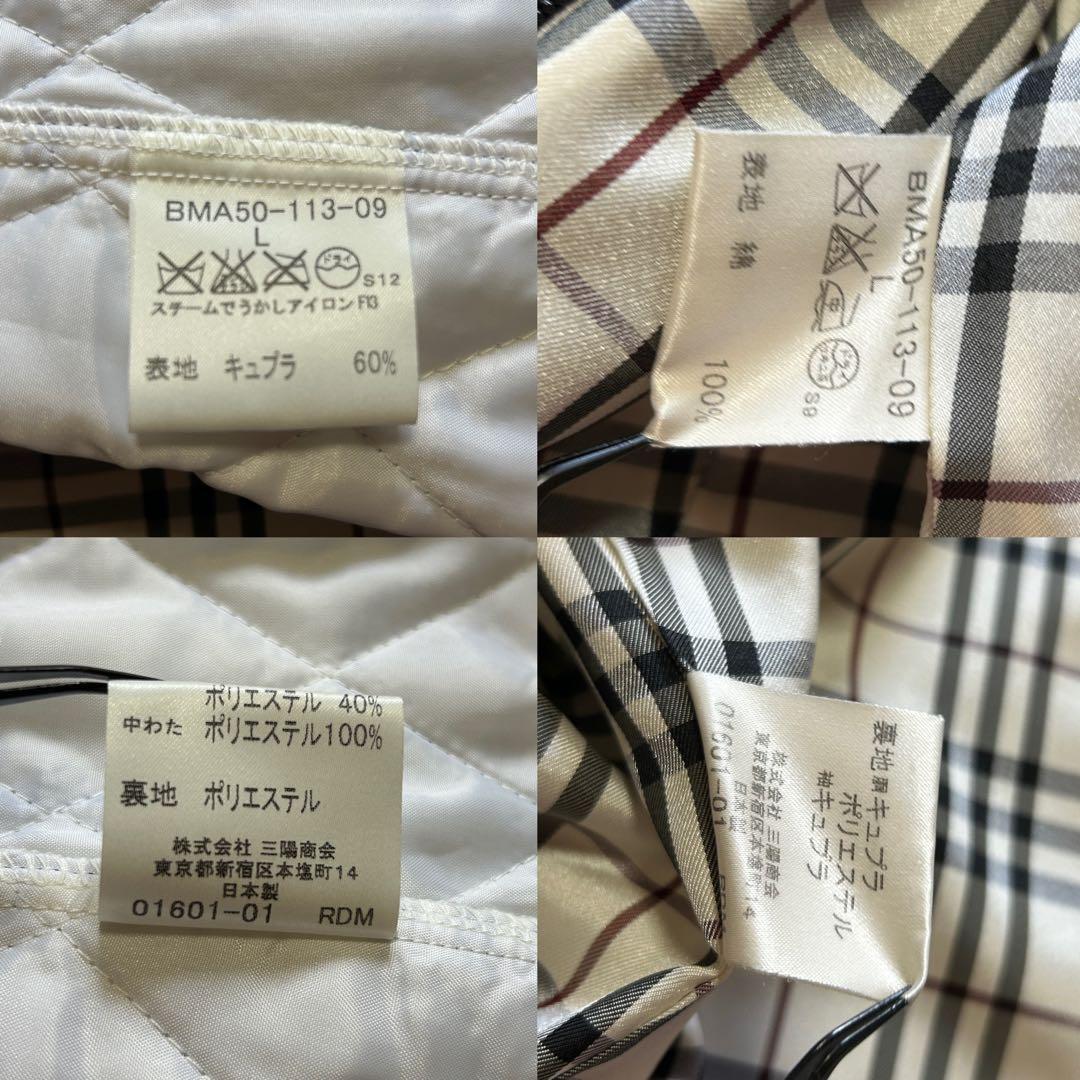 BMA50-113-09
L
ドライ
S12
スチームでうかしアイロン F13
表地 キュプラ 60%
BMA50-113-09
L
S9
表地 綿 100%
ポリエステル 40%
中わた ポリエステル100%
裏地 ポリエステル
株式会社 三陽商会
東京都新宿区本塩町14
日本製
01601-01 RDM
裏地 胴 キュプラ
ポリエステル
袖 キュプラ
株式会社 三陽商会
東京都新宿区本塩町14
日本製
01601-01